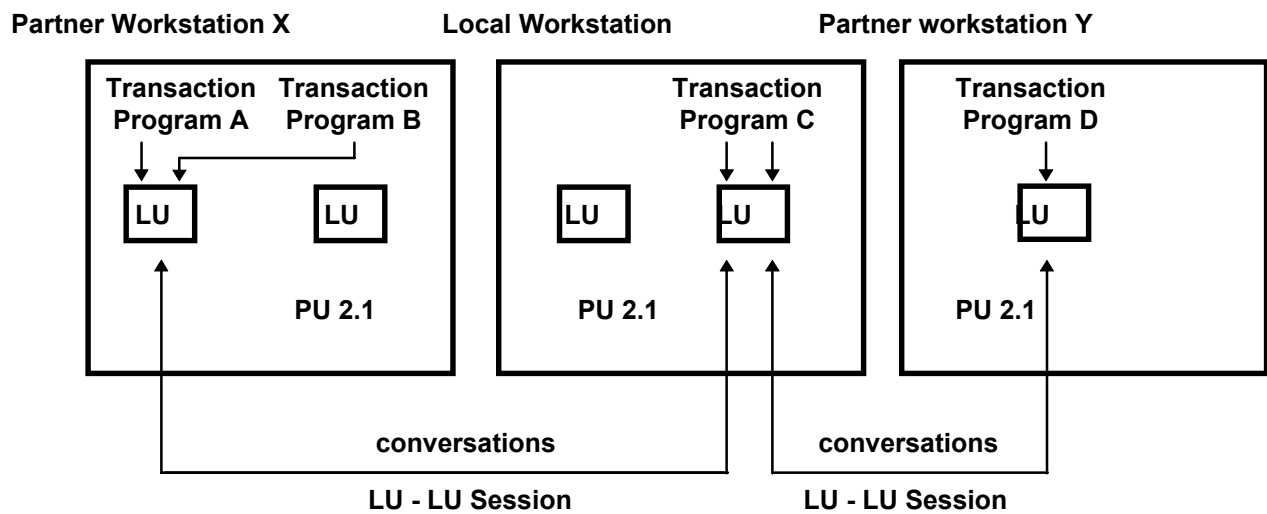 Partner Workstation X
Local Workstation
Partner workstation Y
Transaction
Program A
Transaction
Program B
Transaction
Program C
Transaction
Program D
LU
LU
LU
LU
LU
PU 2.1
PU 2.1
PU 2.1
conversations
conversations
LU - LU Session
LU - LU Session